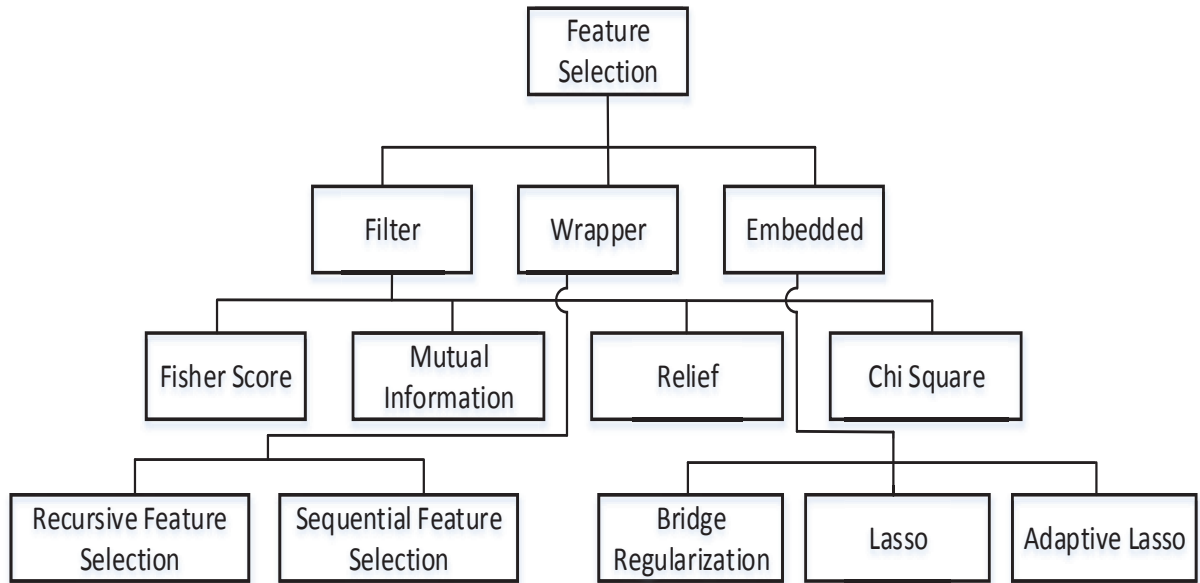 Feature
Selection
Filter
Wrapper
Embedded
Fisher Score
Mutual
Information
Relief
Chi Square
Recursive Feature
Selection
Sequential Feature
Selection
Bridge
Regularization
Lasso
Adaptive Lasso